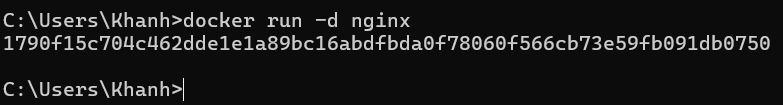 C:\Users\Khanh>docker run -d nginx
1790f15c704c462dde1e1a89bc16abdfbda0f78060f566cb73e59fb091db0750
C:\Users\Khanh>